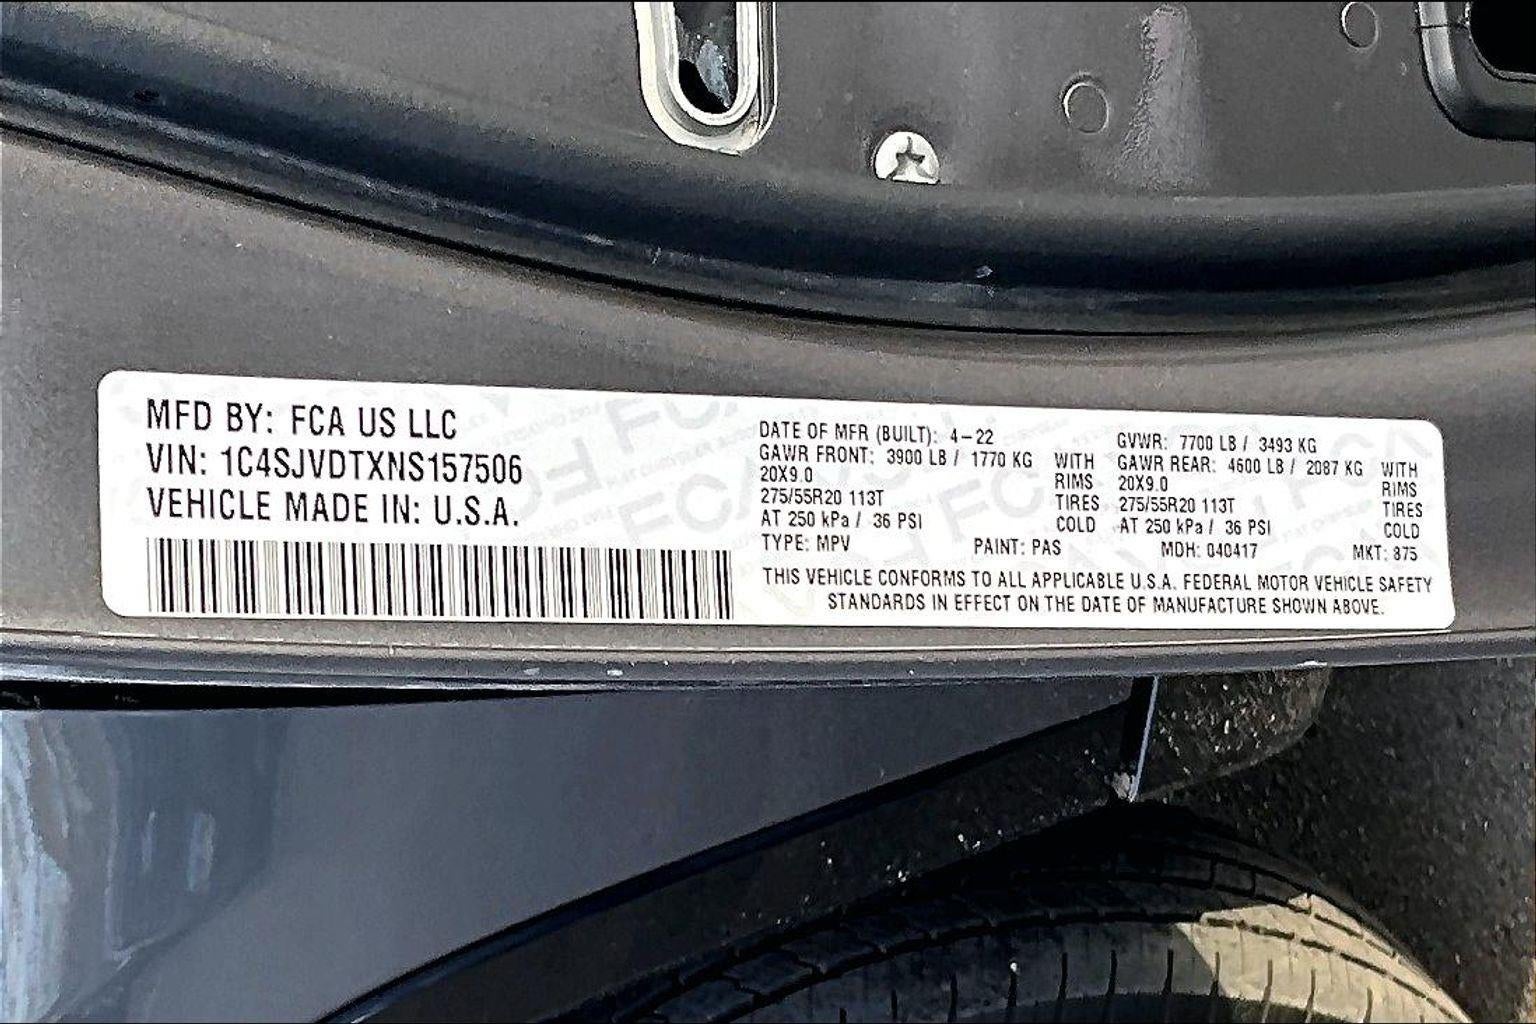 MFD BY: FCA US LLC
VIN: 1C4SJVDTXNS157506
VEHICLE MADE IN: U.S.A.
DATE OF MFR (BUILT): 4-22
GAWR FRONT: 3900 LB / 1770 KG WITH
20X9.0 RIMS
275/55R20 113T TIRES
AT 250 kPa / 36 PSI COLD
GVWR: 7700 LB / 3493 KG
GAWR REAR: 4600 LB / 2087 KG WITH
20X9.0 RIMS
275/55R20 113T TIRES
AT 250 kPa / 36 PSI COLD
TYPE: MPV PAINT: PAS MDH: 040417 MKT: 875
THIS VEHICLE CONFORMS TO ALL APPLICABLE U.S.A. FEDERAL MOTOR VEHICLE SAFETY
STANDARDS IN EFFECT ON THE DATE OF MANUFACTURE SHOWN ABOVE.